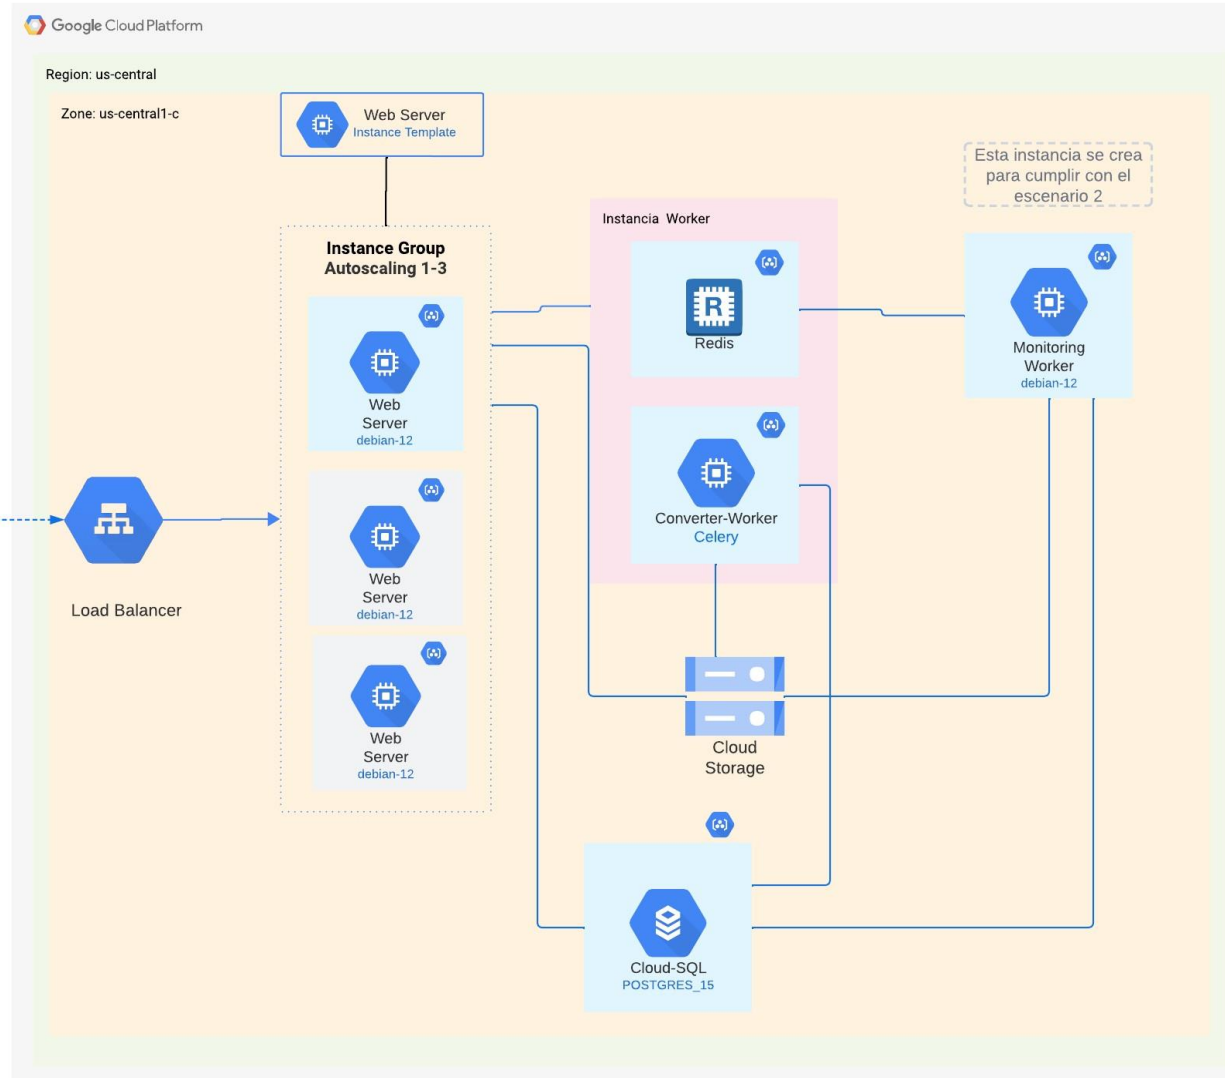 Google Cloud Platform
Region: us-central
Zone: us-central1-c
Web Server
Instance Template
Esta instancia se crea
para cumplir con el
escenario 2
Instance Group
Autoscaling 1-3
Web
Server
debian-12
Web
Server
debian-12
Web
Server
debian-12
Load Balancer
Instancia Worker
R
Redis
Converter-Worker
Celery
Monitoring
Worker
debian-12
Cloud
Storage
Cloud-SQL
POSTGRES_15